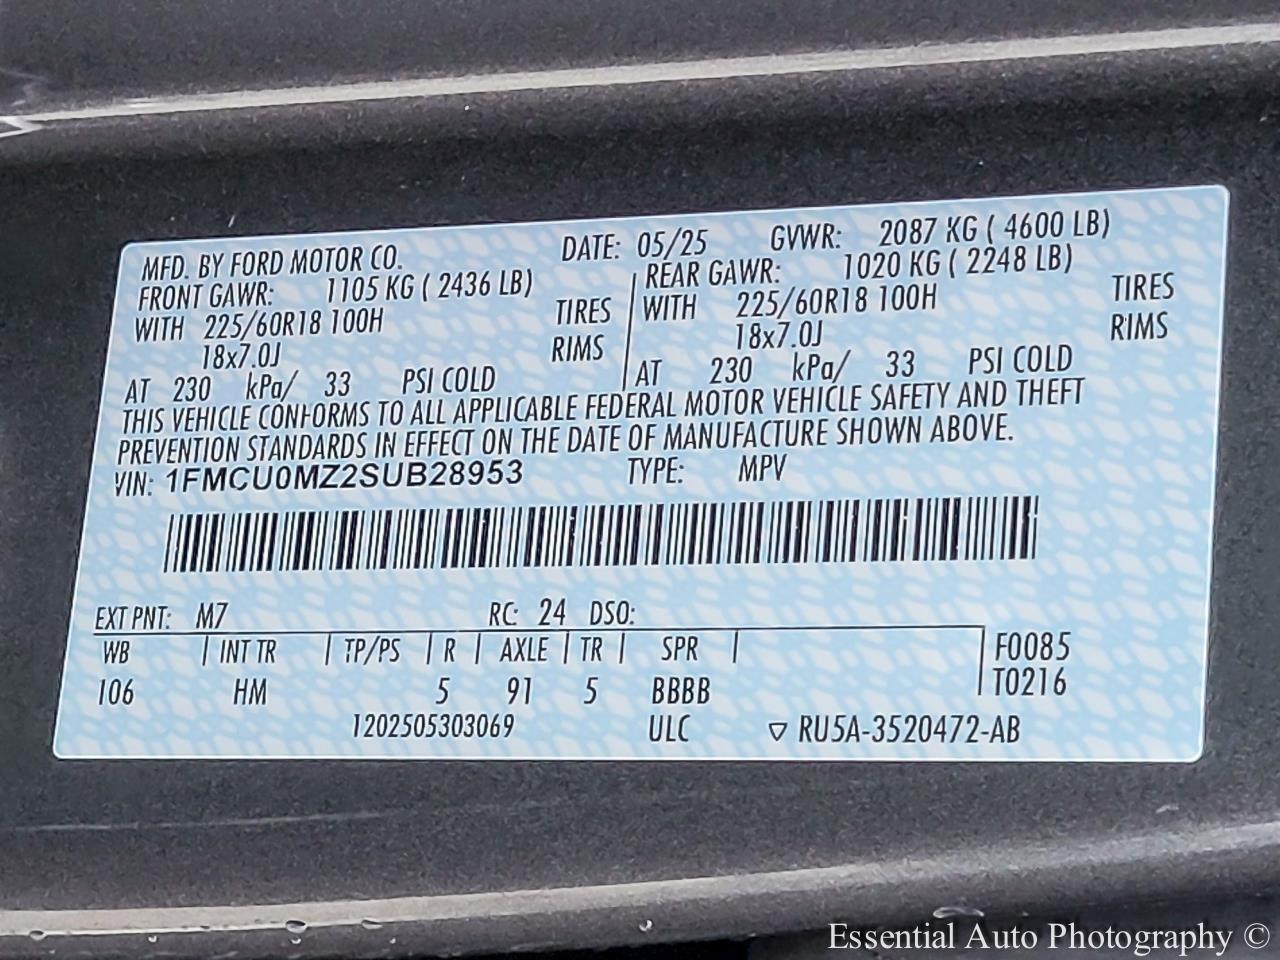 MFD. BY FORD MOTOR CO. DATE: 05/25 GVWR: 2087 KG ( 4600 LB)
FRONT GAWR: 1105 KG ( 2436 LB) REAR GAWR: 1020 KG ( 2248 LB)
WITH 225/60R18 100H TIRES WITH 225/60R18 100H TIRES
18x7.0J RIMS 18x7.0J RIMS
AT 230 kPa/ 33 PSI COLD AT 230 kPa/ 33 PSI COLD
THIS VEHICLE CONFORMS TO ALL APPLICABLE FEDERAL MOTOR VEHICLE SAFETY AND THEFT
PREVENTION STANDARDS IN EFFECT ON THE DATE OF MANUFACTURE SHOWN ABOVE.
VIN: 1FMCU0MZ2SUB28953 TYPE: MPV
EXT PNT: M7 RC: 24 DSO:
WB INT TR TP/PS R AXLE TR SPR F0085
106 HM 5 91 5 BBBB T0216
1202505303069 ULC ▽ RU5A-3520472-AB
Essential Auto Photography ©